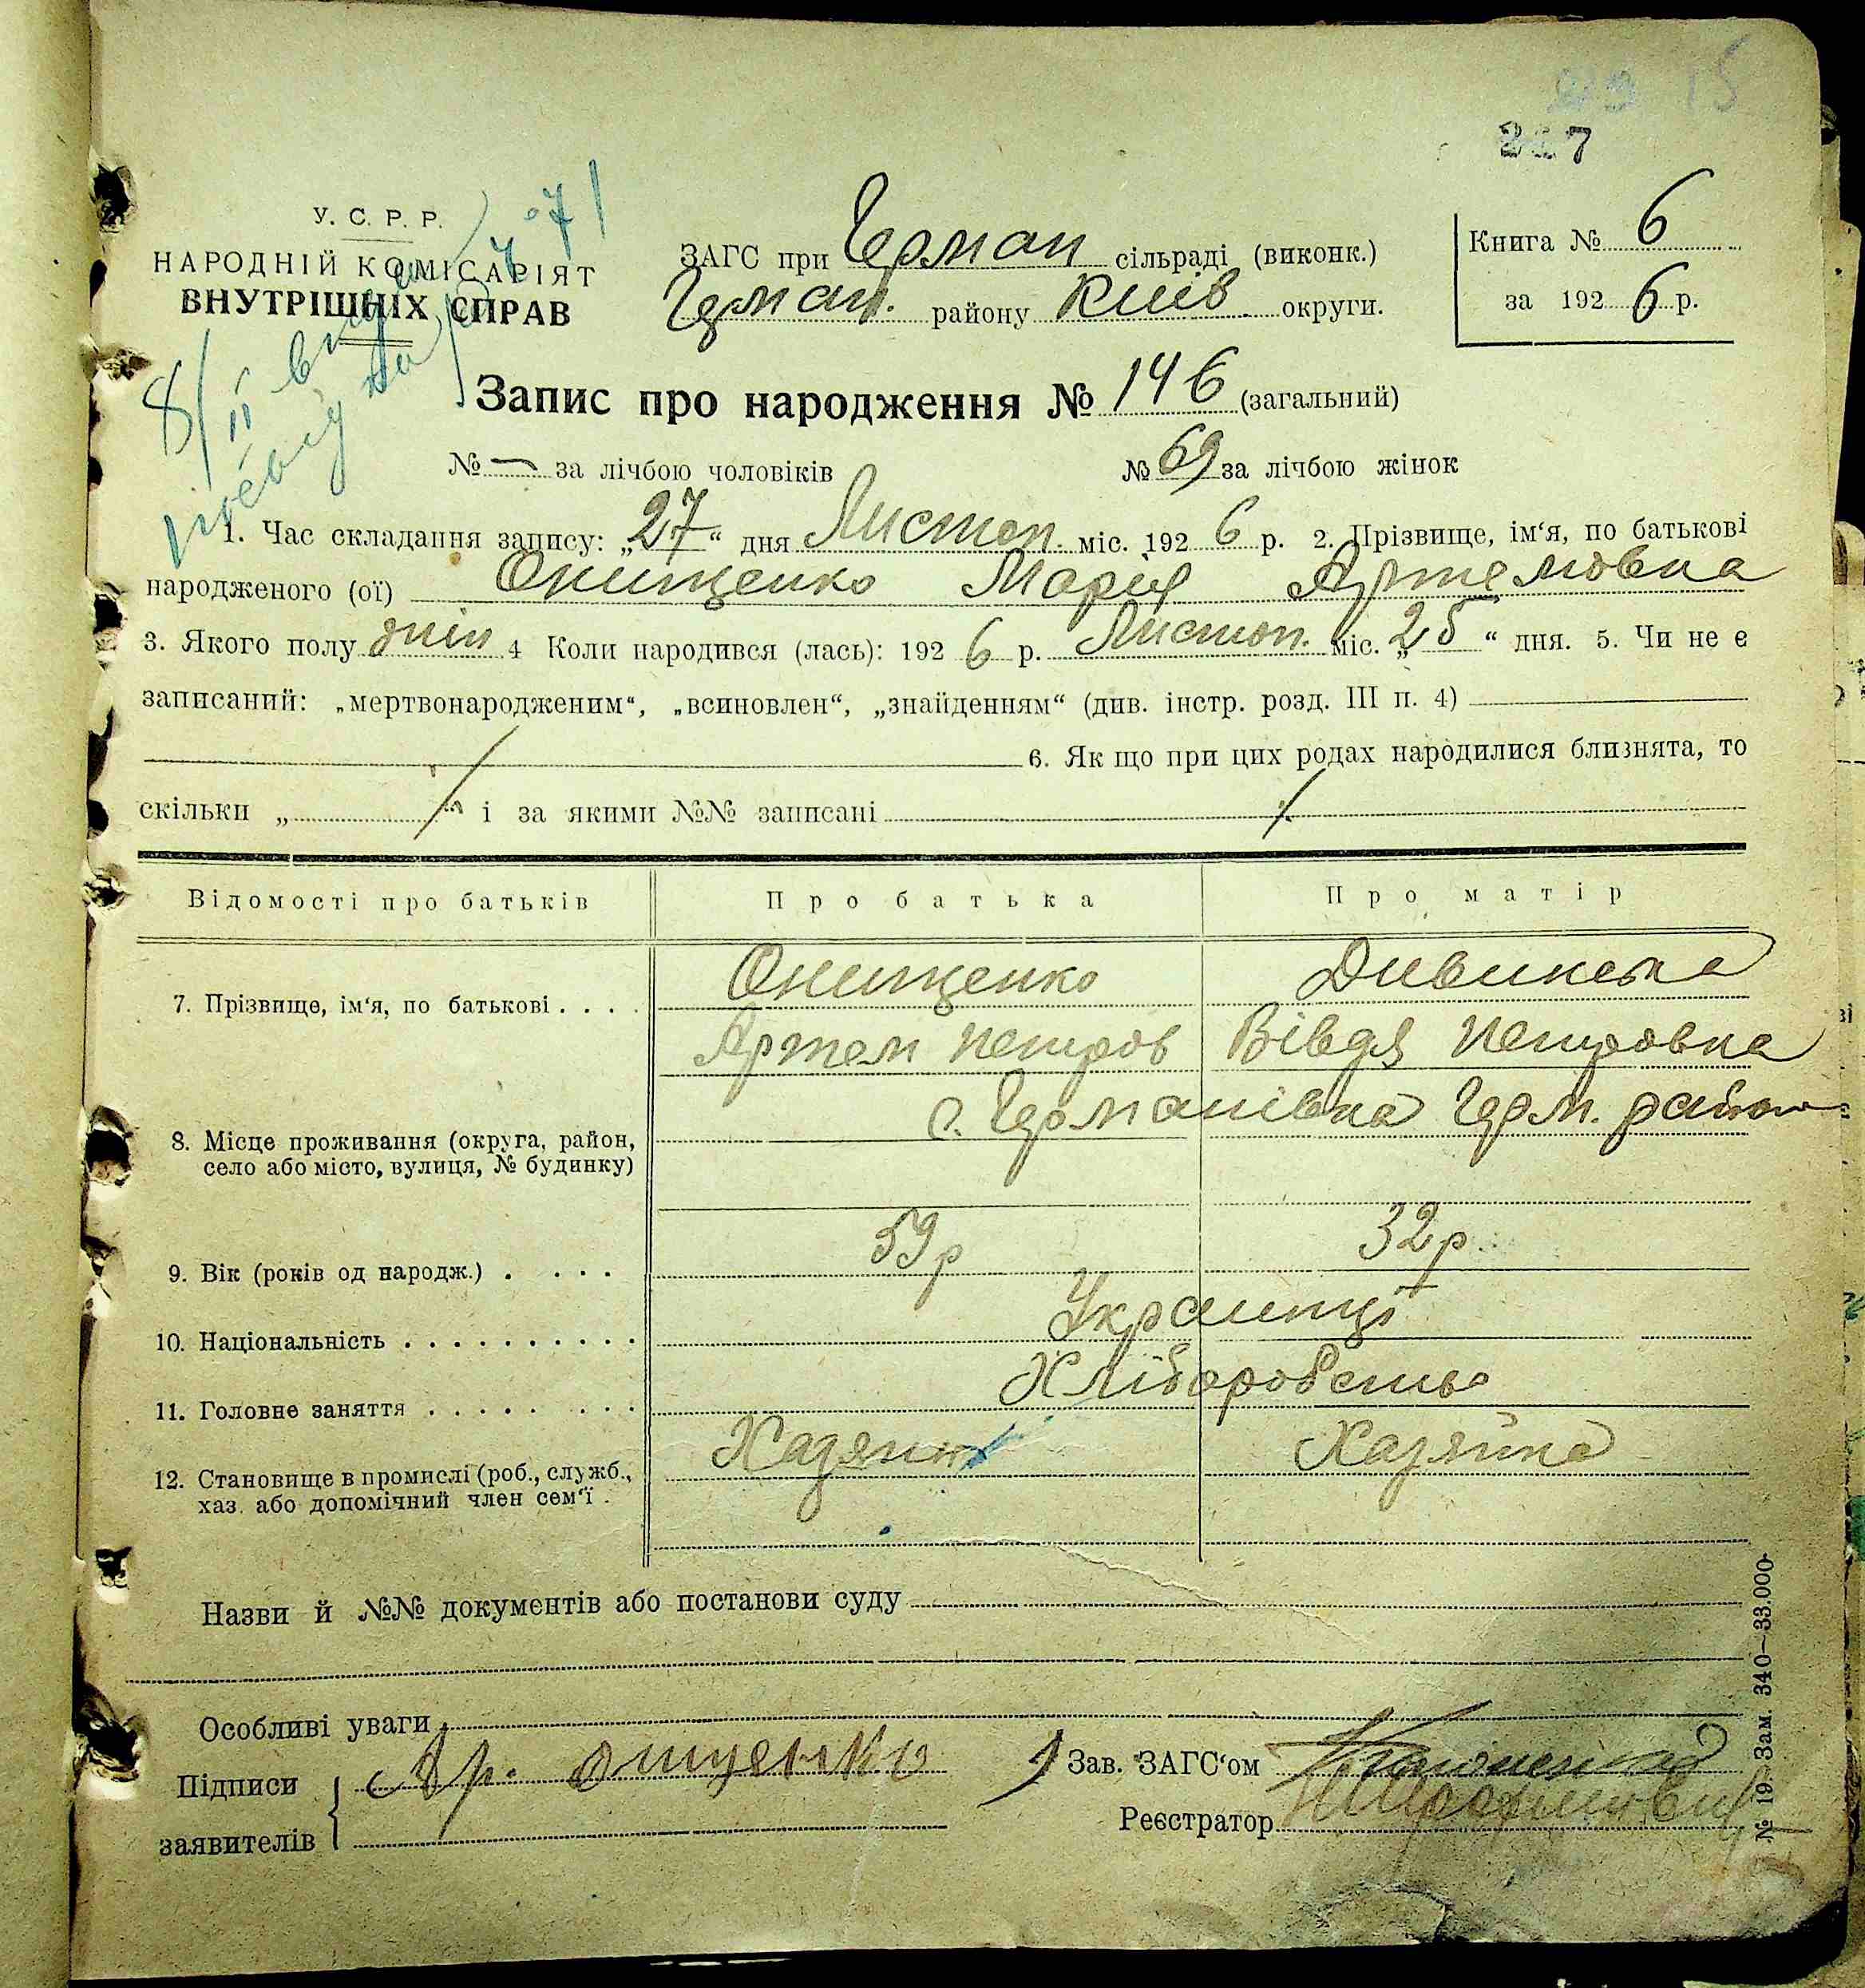 15
227
У. С. Р. Р.
НАРОДНІЙ КОМІСАРІЯТ
ВНУТРІШНІХ СПРАВ
ЗАГС при Герман сільраді (виконк.)
Герман. району Київ. округи.
Книга № 6
за 1926 р.
Запис про народження № 146 (загальний)
№ — за лічбою чоловіків № 69 за лічбою жінок
1. Час складання запису: „27“ дня Листоп. міс. 1926 р. 2. Прізвище, ім‘я, по батькові
народженого (ої) Онищенко Марія Артемовна
3. Якого полу жін 4 Коли народився (лась): 1926 р. Листоп. міс. „25“ дня. 5. Чи не є
записаний: „мертвонародженим“, „всиновлен“, „знайденням“ (див. інстр. розд. III п. 4)
6. Як що при цих родах народилися близнята, то
скільки „ “ і за якими №№ записані
Відомості про батьків Про батька Про матір
7. Прізвище, ім‘я, по батькові . . . . Онищенко Дивинска
Артем Петров Вівдя Петровна
8. Місце проживання (округа, район, с. Германівка Герм. району
село або місто, вулиця, № будинку)
9. Вік (років од народж.) . . . . . 59р 32р.
10. Національність . . . . . . . . . . Українці
11. Головне заняття . . . . . . . . Хліборобство
12. Становище в промислі (роб., служб., Хазяин Хазяйка
хаз. або допомічний член сем‘ї .
Назви й №№ документів або постанови суду
Особливі уваги
Підписи Ар. Онищенко Зав. ЗАГС‘ом
заявителів Реєстратор
№ 19 Зам. 340—33.000